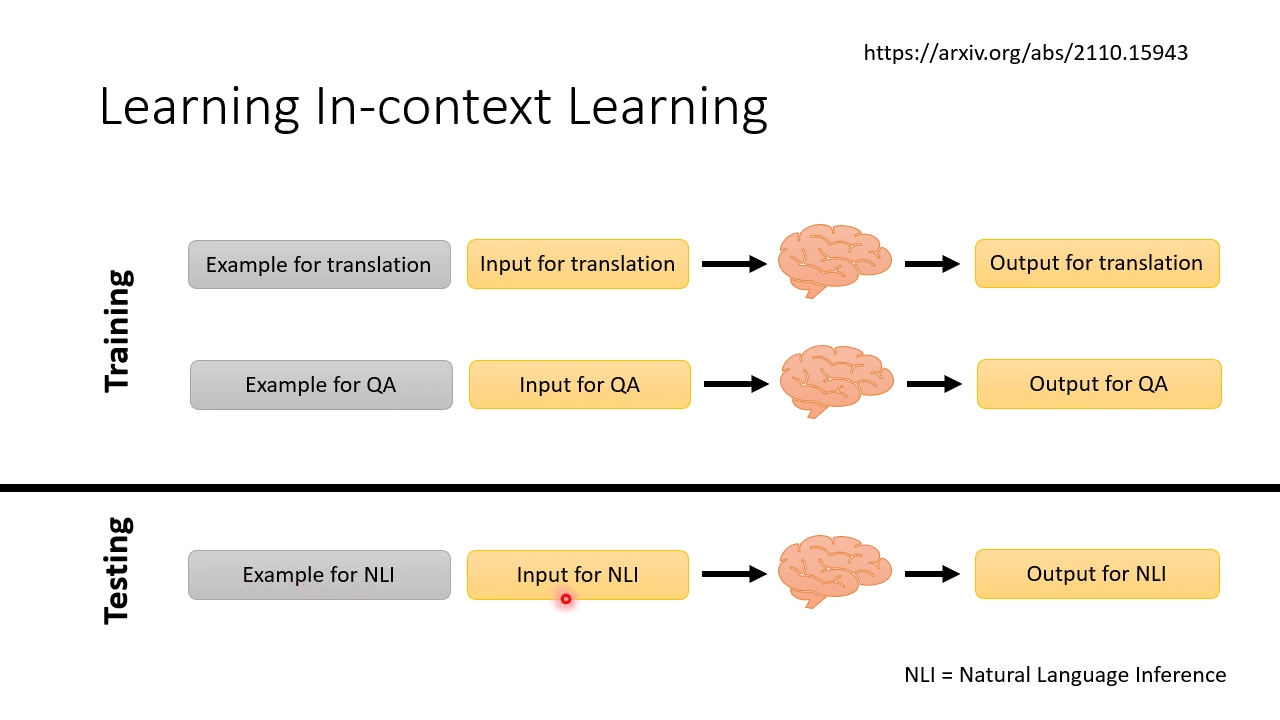 https://arxiv.org/abs/2110.15943
Learning In-context Learning
Training
Example for translation
Input for translation
Output for translation
Example for QA
Input for QA
Output for QA
Testing
Example for NLI
Input for NLI
Output for NLI
NLI = Natural Language Inference